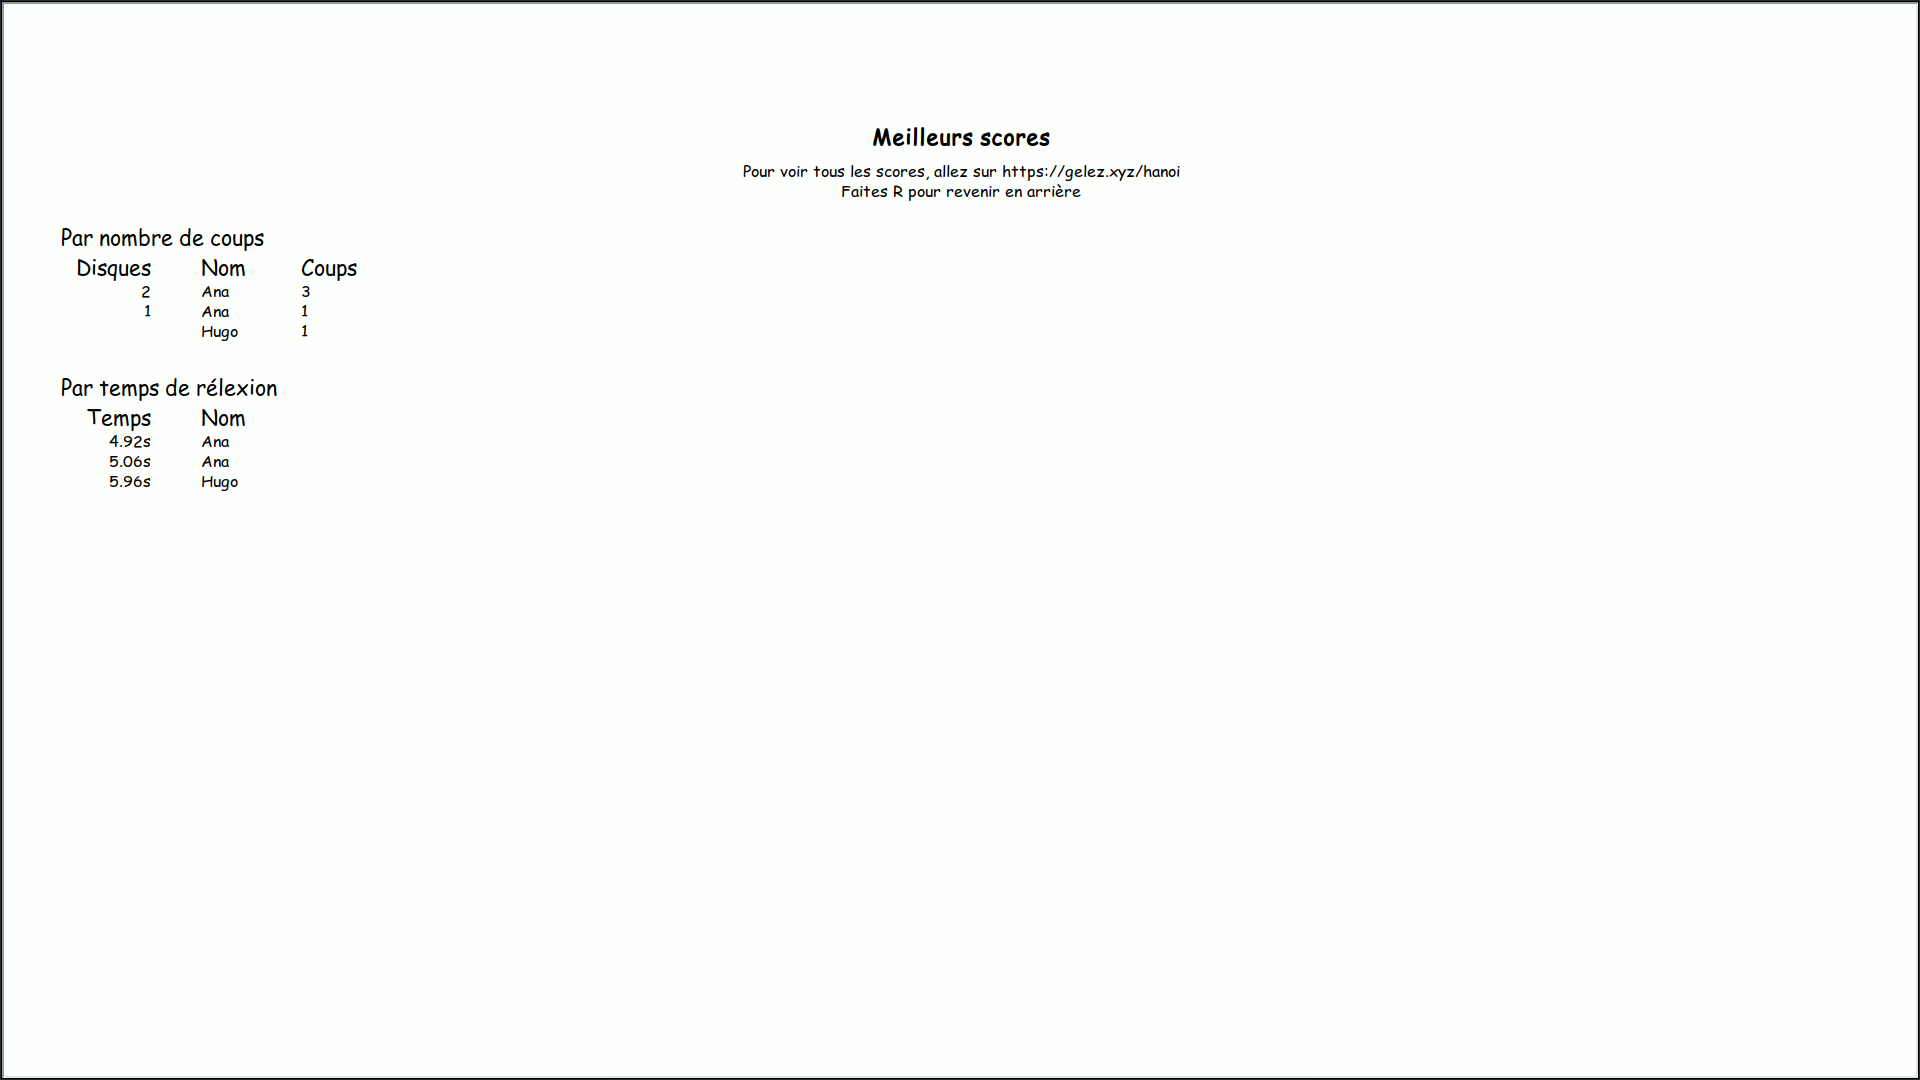 Meilleurs scores
Pour voir tous les scores, allez sur https://gelez.xyz/hanoi
Faites R pour revenir en arrière
Par nombre de coups
Disques Nom Coups
2 Ana 3
1 Ana 1
Hugo 1
Par temps de rélexion
Temps Nom
4.92s Ana
5.06s Ana
5.96s Hugo